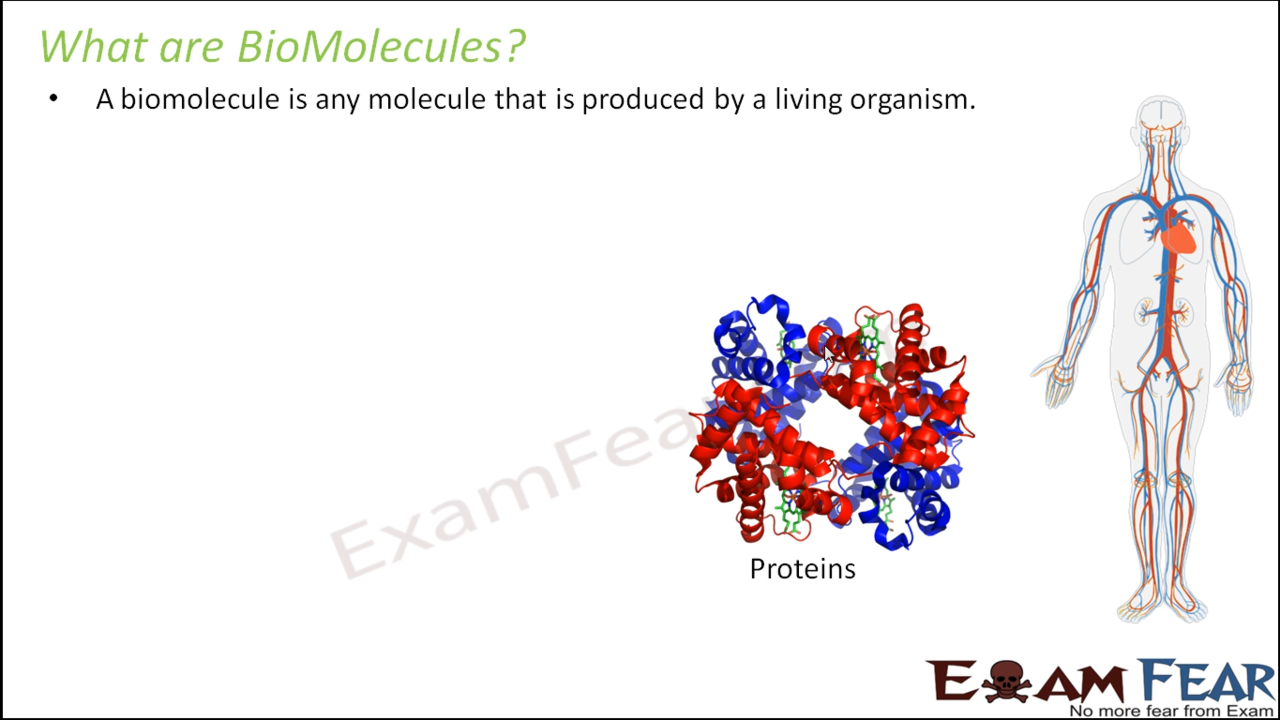 What are BioMolecules?
• A biomolecule is any molecule that is produced by a living organism.
ExamFear
Proteins
EXAM FEAR
No more fear from Exam